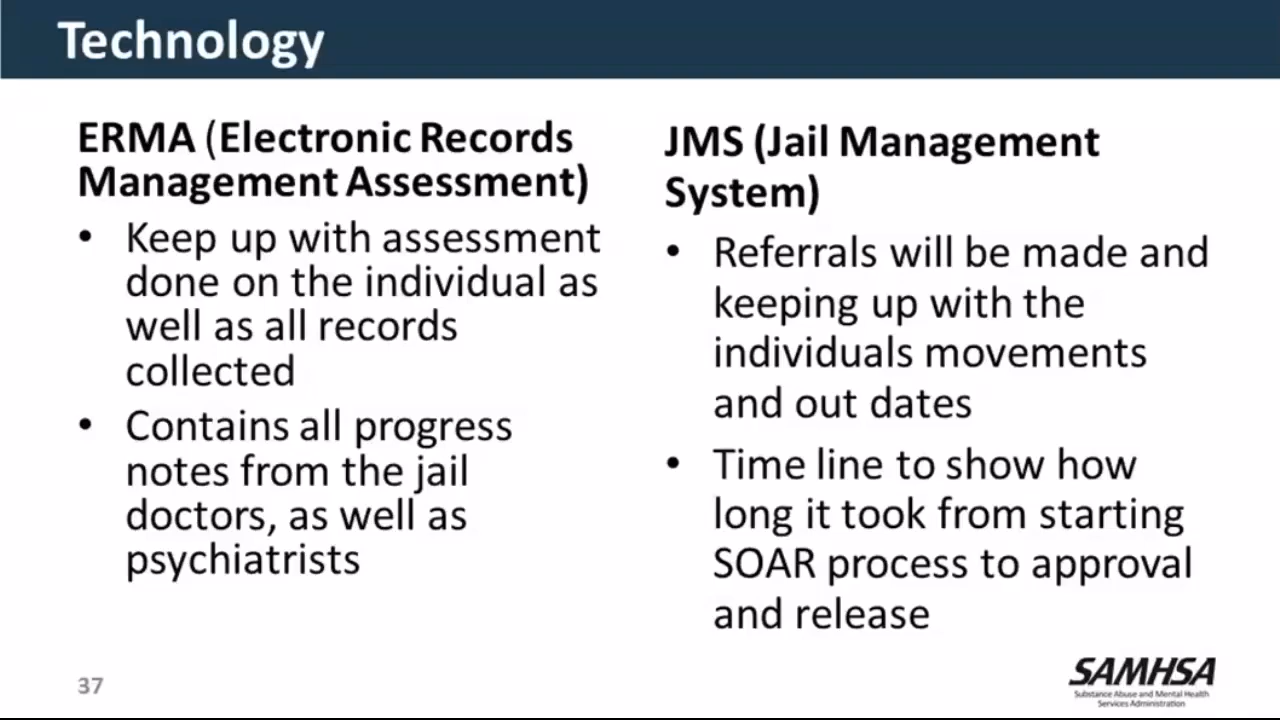 Technology
ERMA (Electronic Records
Management Assessment)
• Keep up with assessment
done on the individual as
well as all records
collected
• Contains all progress
notes from the jail
doctors, as well as
psychiatrists
JMS (Jail Management
System)
• Referrals will be made and
keeping up with the
individuals movements
and out dates
• Time line to show how
long it took from starting
SOAR process to approval
and release
37
SAMHSA
Substance Abuse and Mental Health
Services Administration